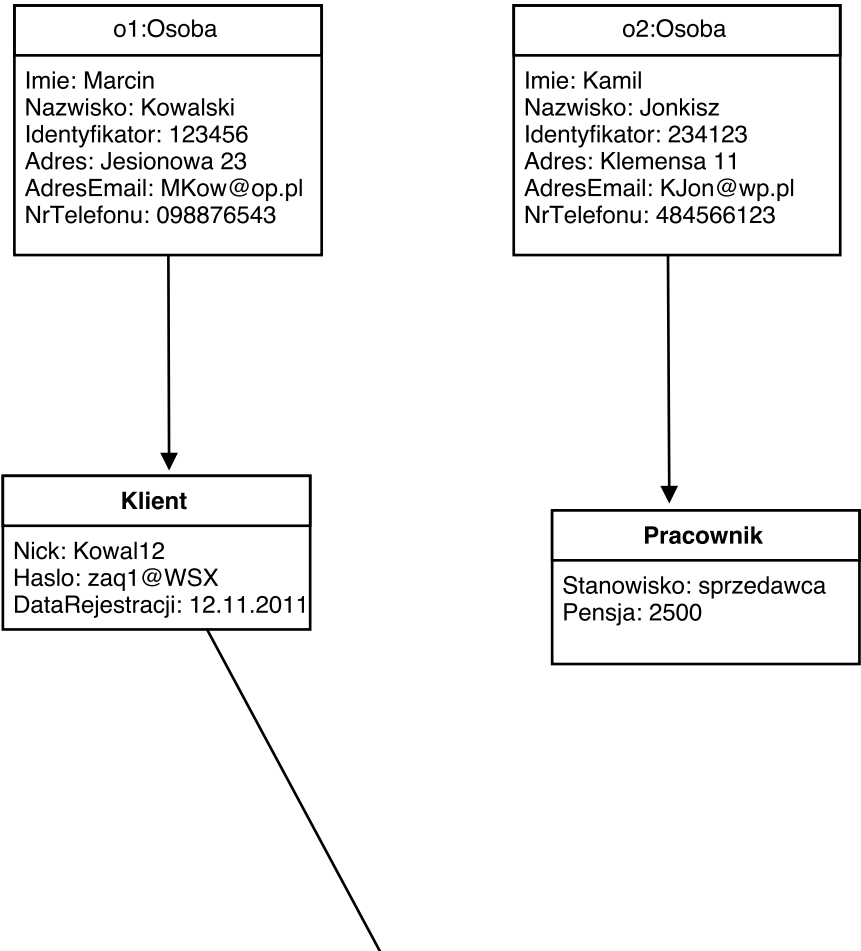 o1:Osoba
Imie: Marcin
Nazwisko: Kowalski
Identyfikator: 123456
Adres: Jesionowa 23
AdresEmail: MKow@op.pl
NrTelefonu: 098876543
o2:Osoba
Imie: Kamil
Nazwisko: Jonkisz
Identyfikator: 234123
Adres: Klemensa 11
AdresEmail: KJon@wp.pl
NrTelefonu: 484566123
Klient
Nick: Kowal12
Haslo: zaq1@WSX
DataRejestracji: 12.11.2011
Pracownik
Stanowisko: sprzedawca
Pensja: 2500